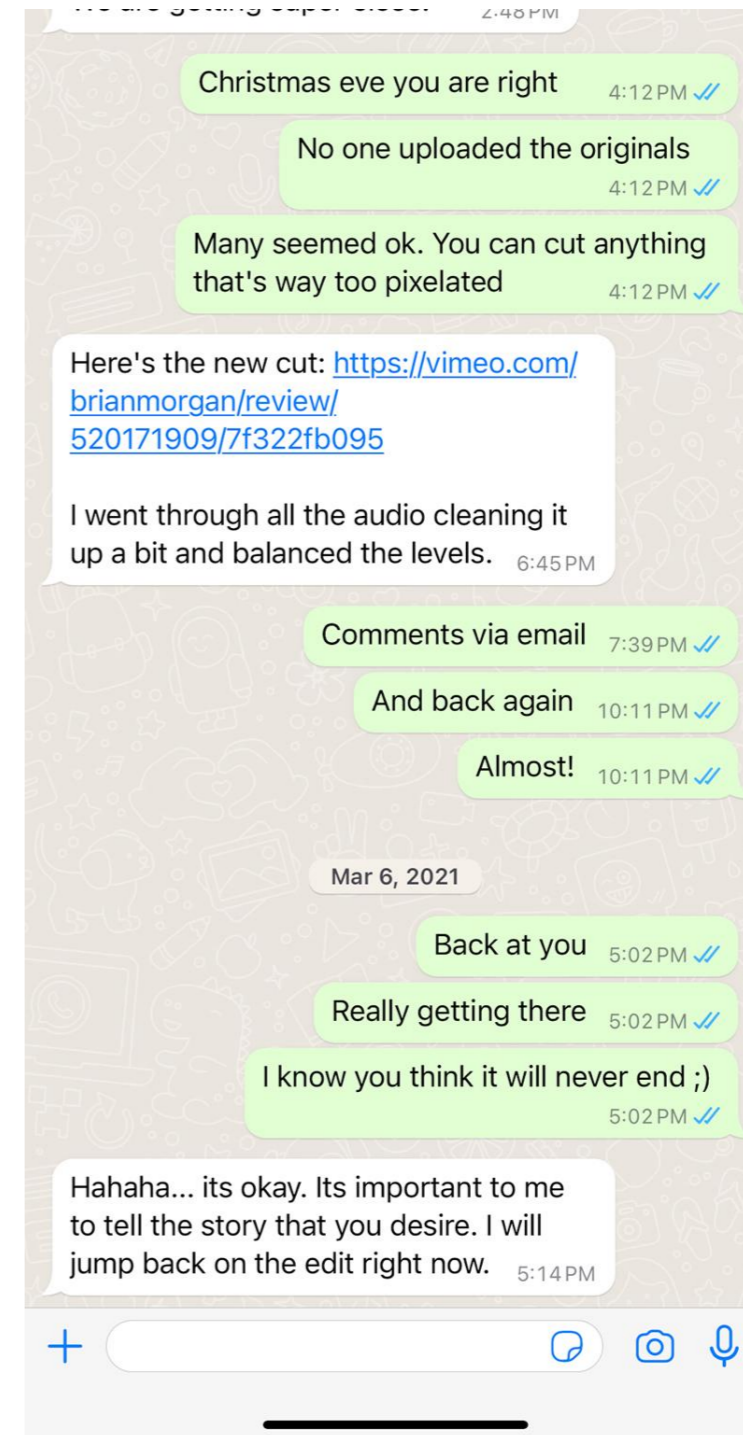 We are getting super close. 2:48 PM
Christmas eve you are right 4:12 PM
No one uploaded the originals
4:12 PM
Many seemed ok. You can cut anything
that's way too pixelated 4:12 PM
Here's the new cut: https://vimeo.com/
brianmorgan/review/
520171909/7f322fb095
I went through all the audio cleaning it
up a bit and balanced the levels. 6:45 PM
Comments via email 7:39 PM
And back again 10:11 PM
Almost! 10:11 PM
Mar 6, 2021
Back at you 5:02 PM
Really getting there 5:02 PM
I know you think it will never end ;)
5:02 PM
Hahaha... its okay. Its important to me
to tell the story that you desire. I will
jump back on the edit right now. 5:14 PM